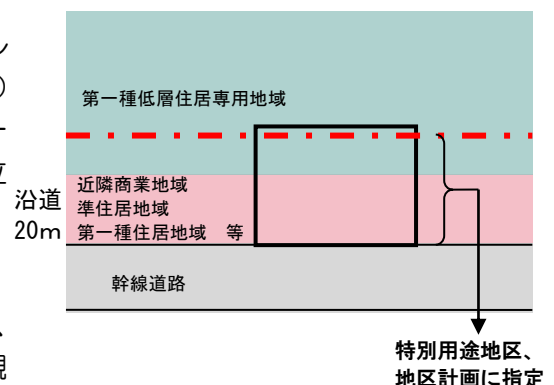 第一種低層住居専用地域
沿道
20m
近隣商業地域
準住居地域
第一種住居地域 等
幹線道路
特別用途地区、
地区計画に指定